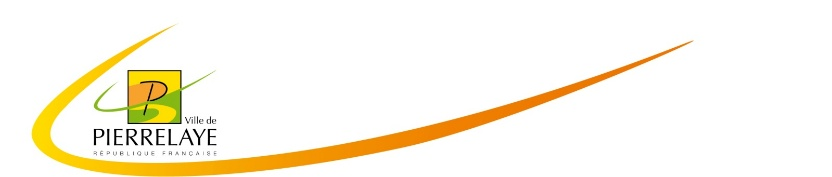 P
Ville de
PIERRELAYE
RÉPUBLIQUE FRANÇAISE